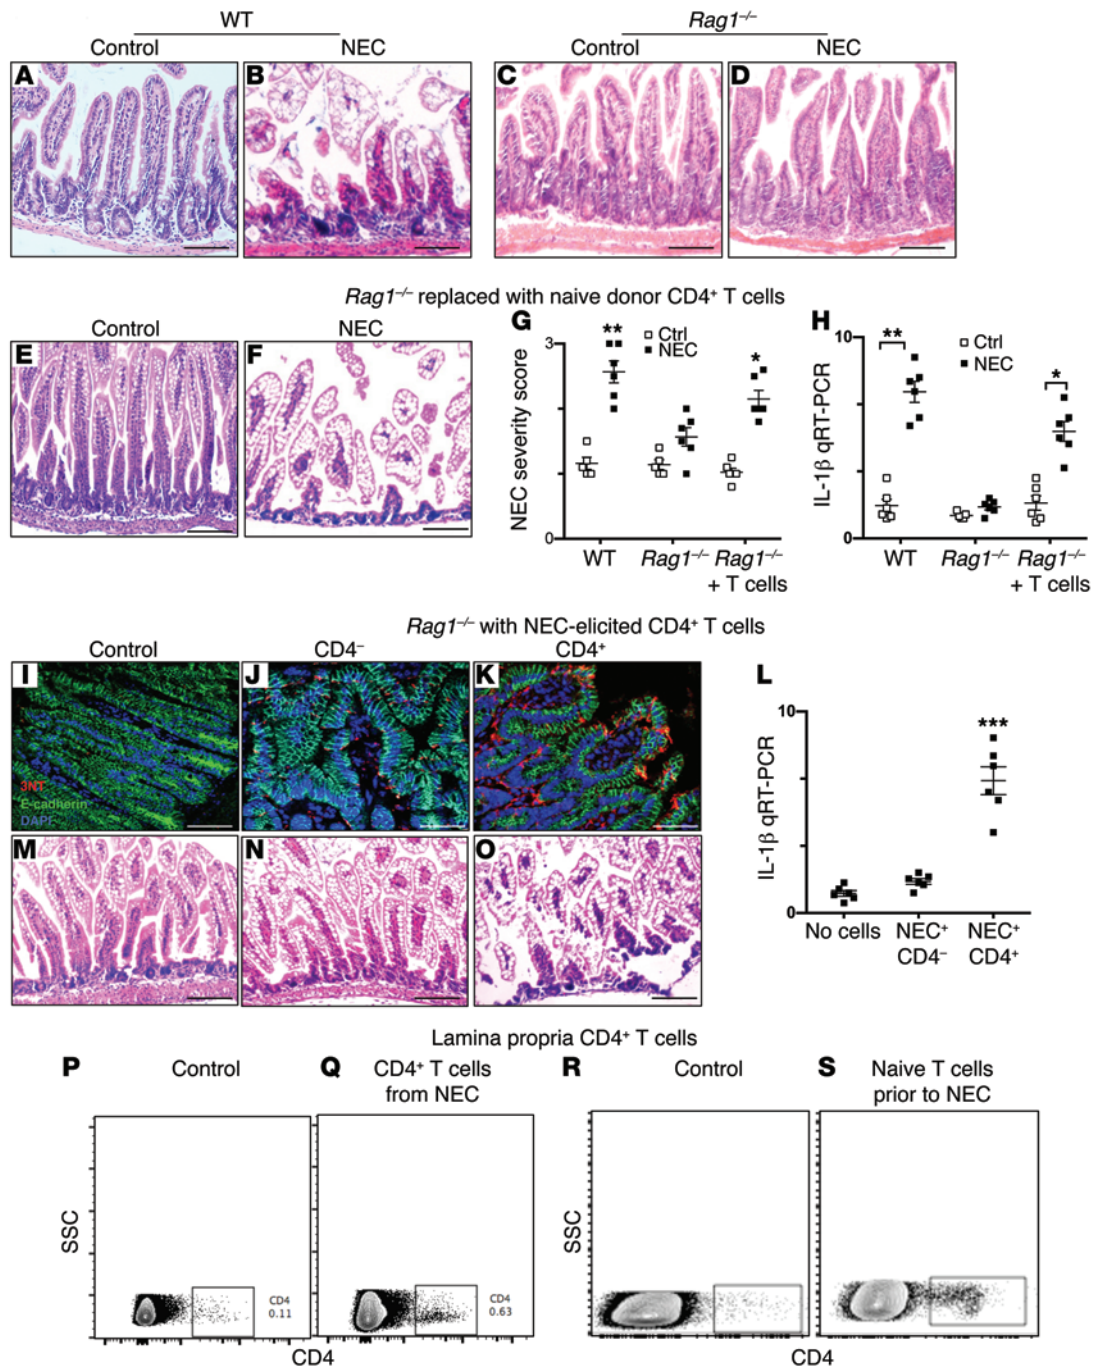 WT
Rag1–/–
Control
NEC
Control
NEC
A
B
C
D
Rag1–/– replaced with naive donor CD4+ T cells
Control
NEC
E
F
G
NEC severity score
3
0
Ctrl
NEC
**
*
WT
Rag1–/–
Rag1–/–
+ T cells
H
IL-1β qRT-PCR
10
0
Ctrl
NEC
**
*
WT
Rag1–/–
Rag1–/–
+ T cells
Rag1–/– with NEC-elicited CD4+ T cells
Control
CD4–
CD4+
I
J
K
3NT
E-cadherin
DAPI
L
IL-1β qRT-PCR
10
0
***
No cells
NEC+
CD4–
NEC+
CD4+
M
N
O
Lamina propria CD4+ T cells
P
Control
Q
CD4+ T cells
from NEC
R
Control
S
Naive T cells
prior to NEC
SSC
CD4
0.11
CD4
0.63
CD4
SSC
CD4